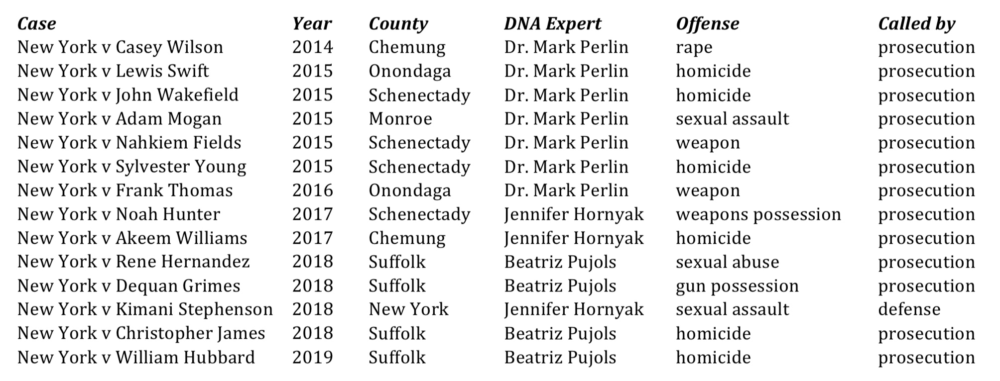 Case Year County DNA Expert Offense Called by
New York v Casey Wilson 2014 Chemung Dr. Mark Perlin rape prosecution
New York v Lewis Swift 2015 Onondaga Dr. Mark Perlin homicide prosecution
New York v John Wakefield 2015 Schenectady Dr. Mark Perlin homicide prosecution
New York v Adam Mogan 2015 Monroe Dr. Mark Perlin sexual assault prosecution
New York v Nahkiem Fields 2015 Schenectady Dr. Mark Perlin weapon prosecution
New York v Sylvester Young 2015 Schenectady Dr. Mark Perlin homicide prosecution
New York v Frank Thomas 2016 Onondaga Dr. Mark Perlin weapon prosecution
New York v Noah Hunter 2017 Schenectady Jennifer Hornyak weapons possession prosecution
New York v Akeem Williams 2017 Chemung Jennifer Hornyak homicide prosecution
New York v Rene Hernandez 2018 Suffolk Beatriz Pujols sexual abuse prosecution
New York v Dequan Grimes 2018 Suffolk Beatriz Pujols gun possession prosecution
New York v Kimani Stephenson 2018 New York Jennifer Hornyak sexual assault defense
New York v Christopher James 2018 Suffolk Beatriz Pujols homicide prosecution
New York v William Hubbard 2019 Suffolk Beatriz Pujols homicide prosecution